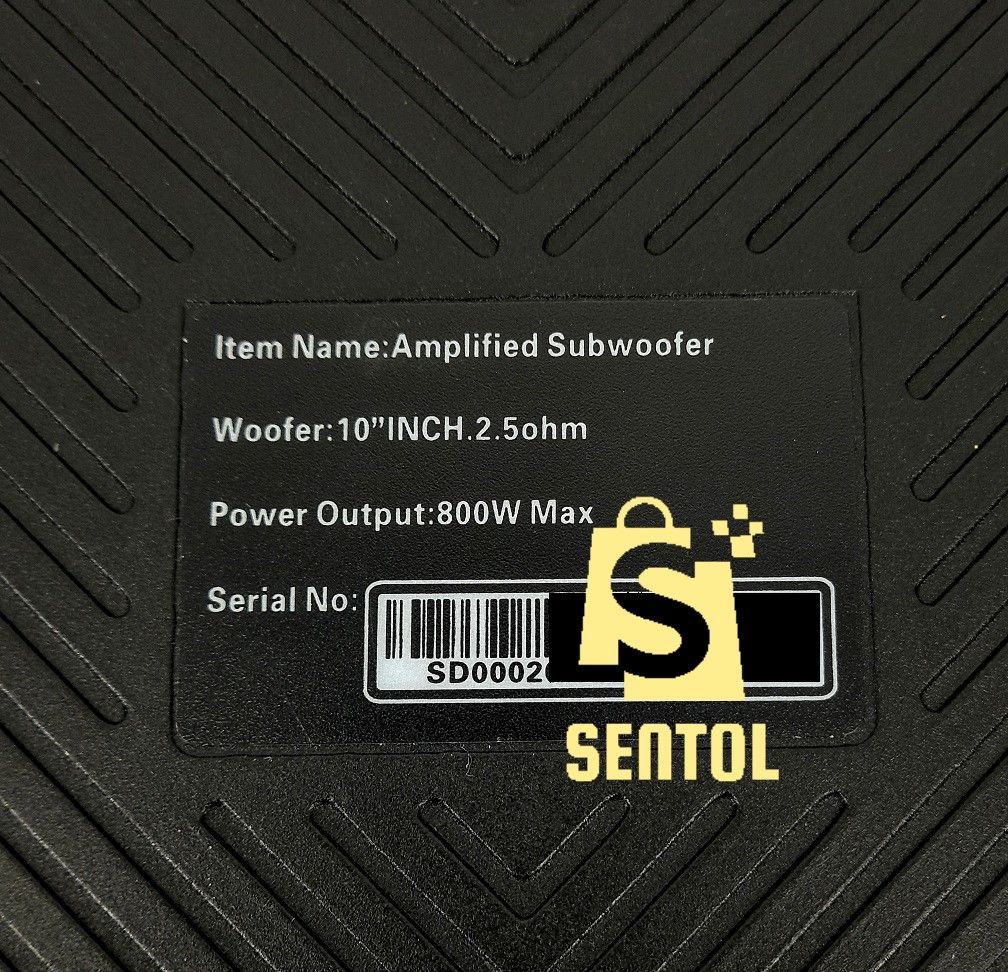 Item Name:Amplified Subwoofer
Woofer:10”INCH.2.5ohm
Power Output:800W Max
Serial No:
SD0002
S
SENTOL